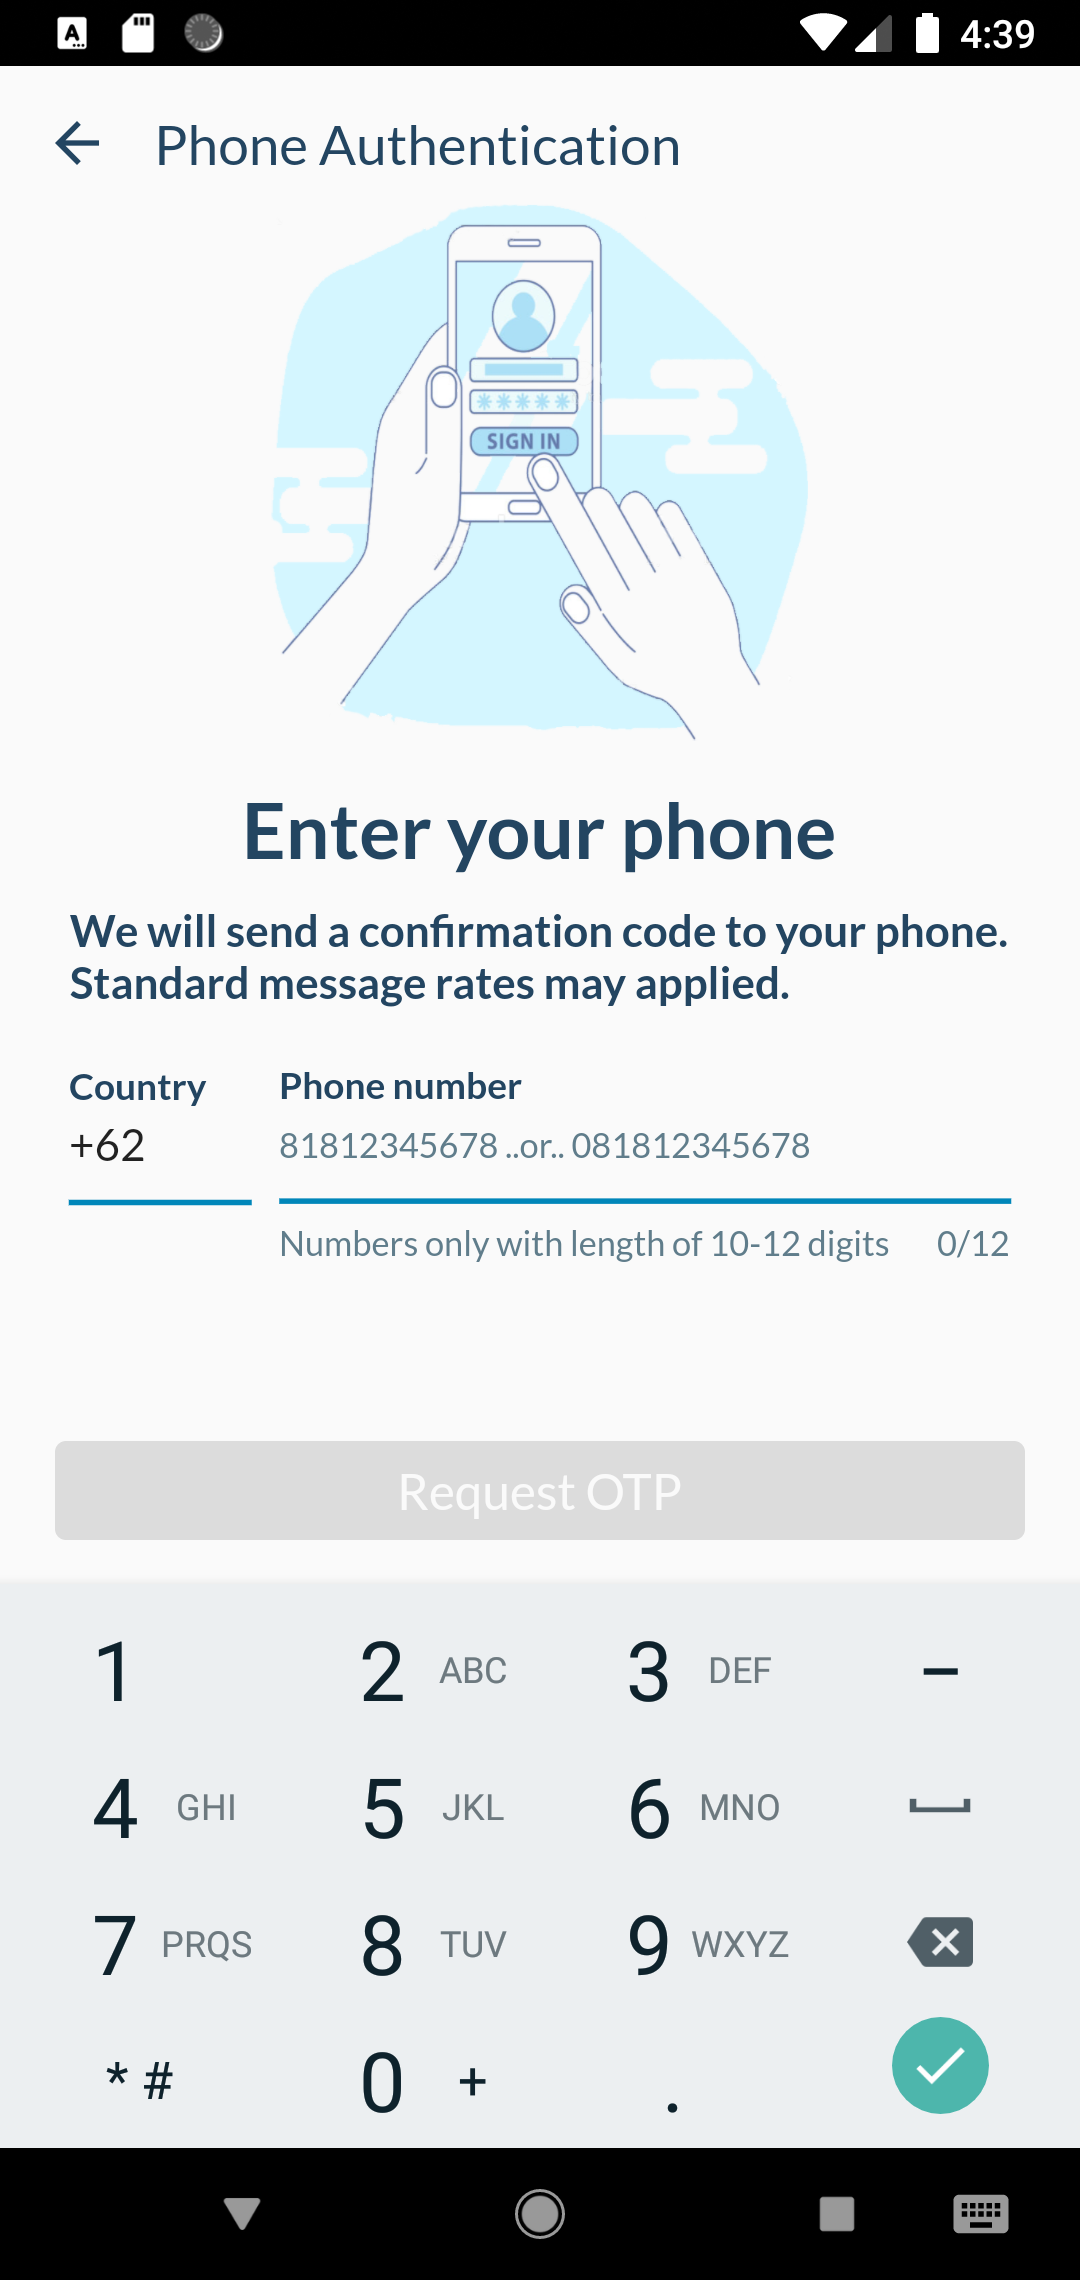 4:39
Phone Authentication
*****
SIGN IN
Enter your phone
We will send a confirmation code to your phone.
Standard message rates may applied.
Country Phone number
+62 81812345678 ..or.. 081812345678
Numbers only with length of 10-12 digits 0/12
Request OTP
1 2 ABC 3 DEF –
4 GHI 5 JKL 6 MNO
7 PRQS 8 TUV 9 WXYZ
* # 0 + .